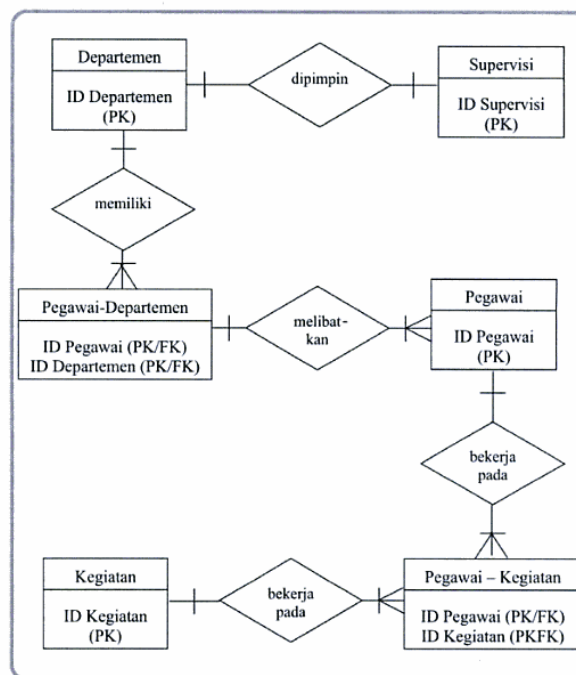 Departemen
ID Departemen
(PK)
dipimpin
Supervisi
ID Supervisi
(PK)
memiliki
Pegawai-Departemen
ID Pegawai (PK/FK)
ID Departemen (PK/FK)
melibat-
kan
Pegawai
ID Pegawai
(PK)
bekerja
pada
Kegiatan
ID Kegiatan
(PK)
bekerja
pada
Pegawai – Kegiatan
ID Pegawai (PK/FK)
ID Kegiatan (PKFK)